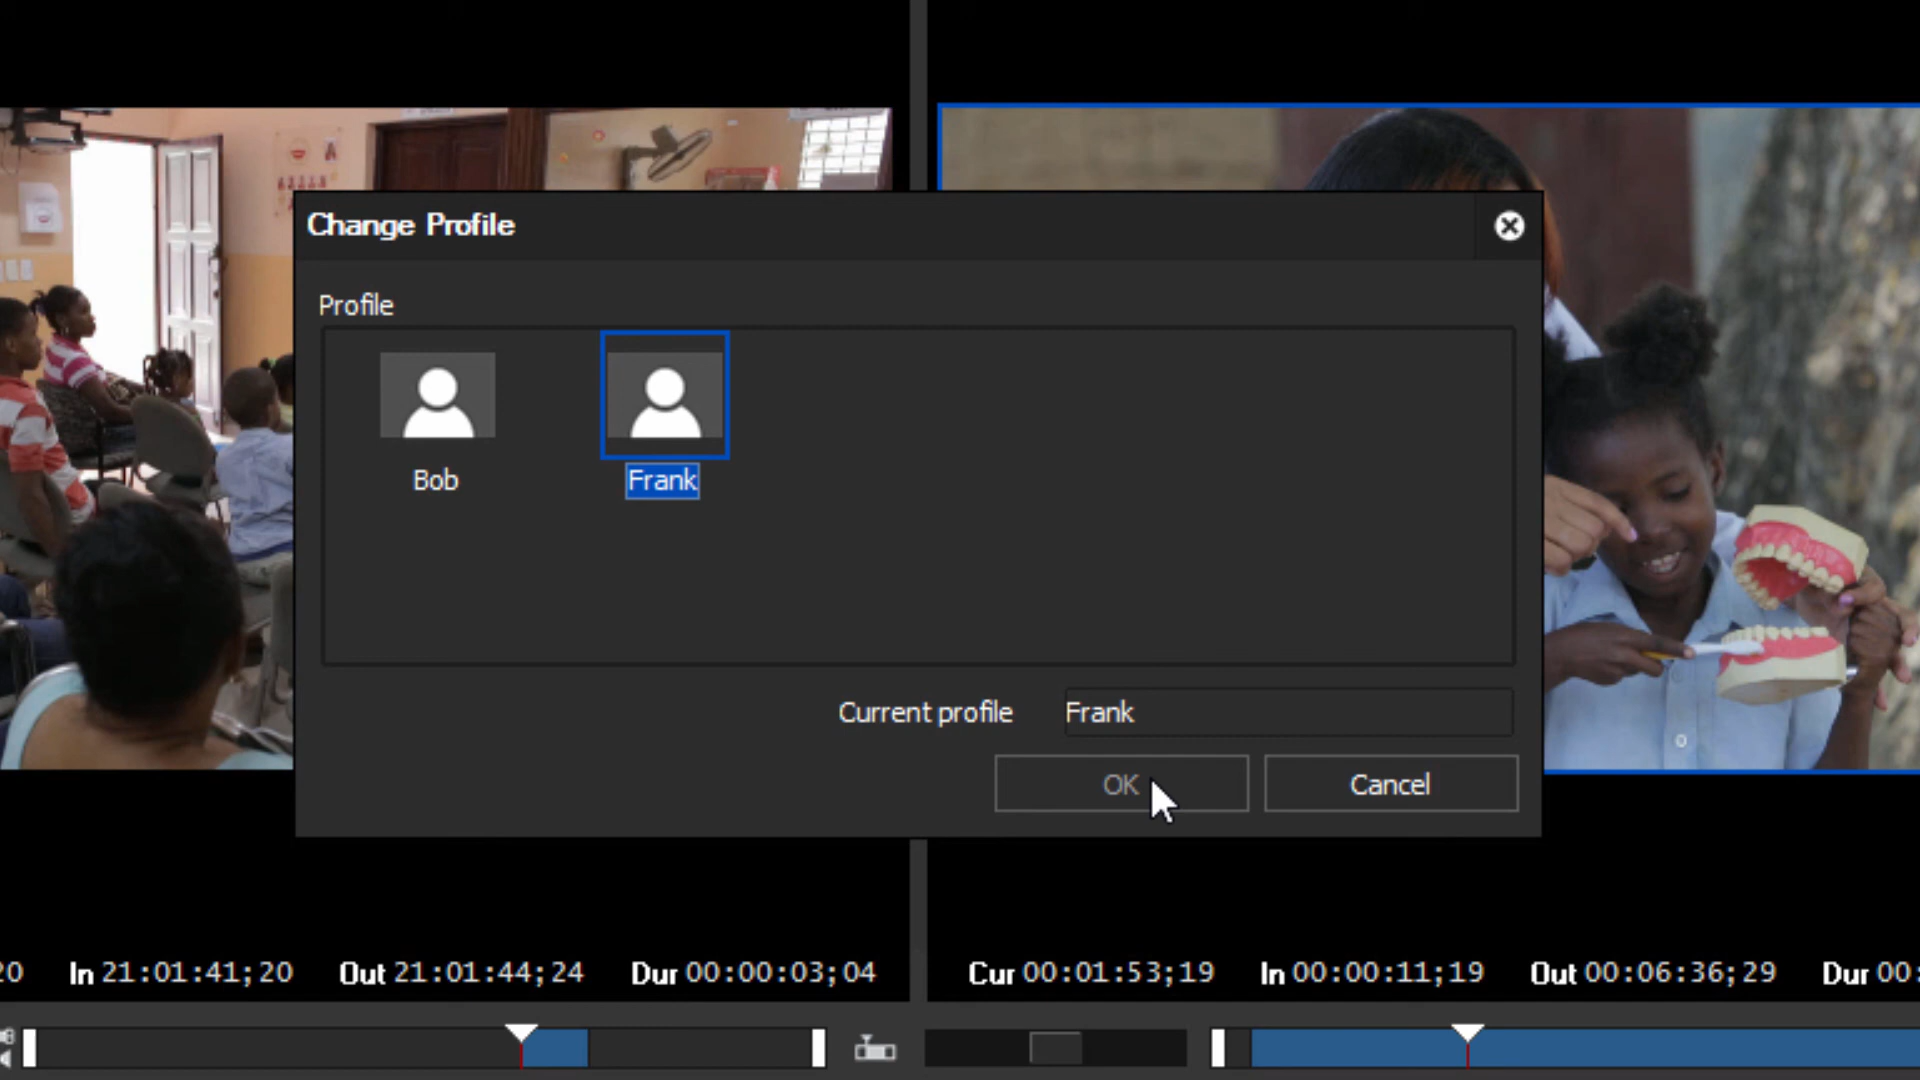 Change Profile
Profile
Bob
Frank
Current profile Frank
OK Cancel
20 In 21:01:41;20 Out 21:01:44;24 Dur 00:00:03;04
Cur 00:01:53;19 In 00:00:11;19 Out 00:06:36;29 Dur 00: